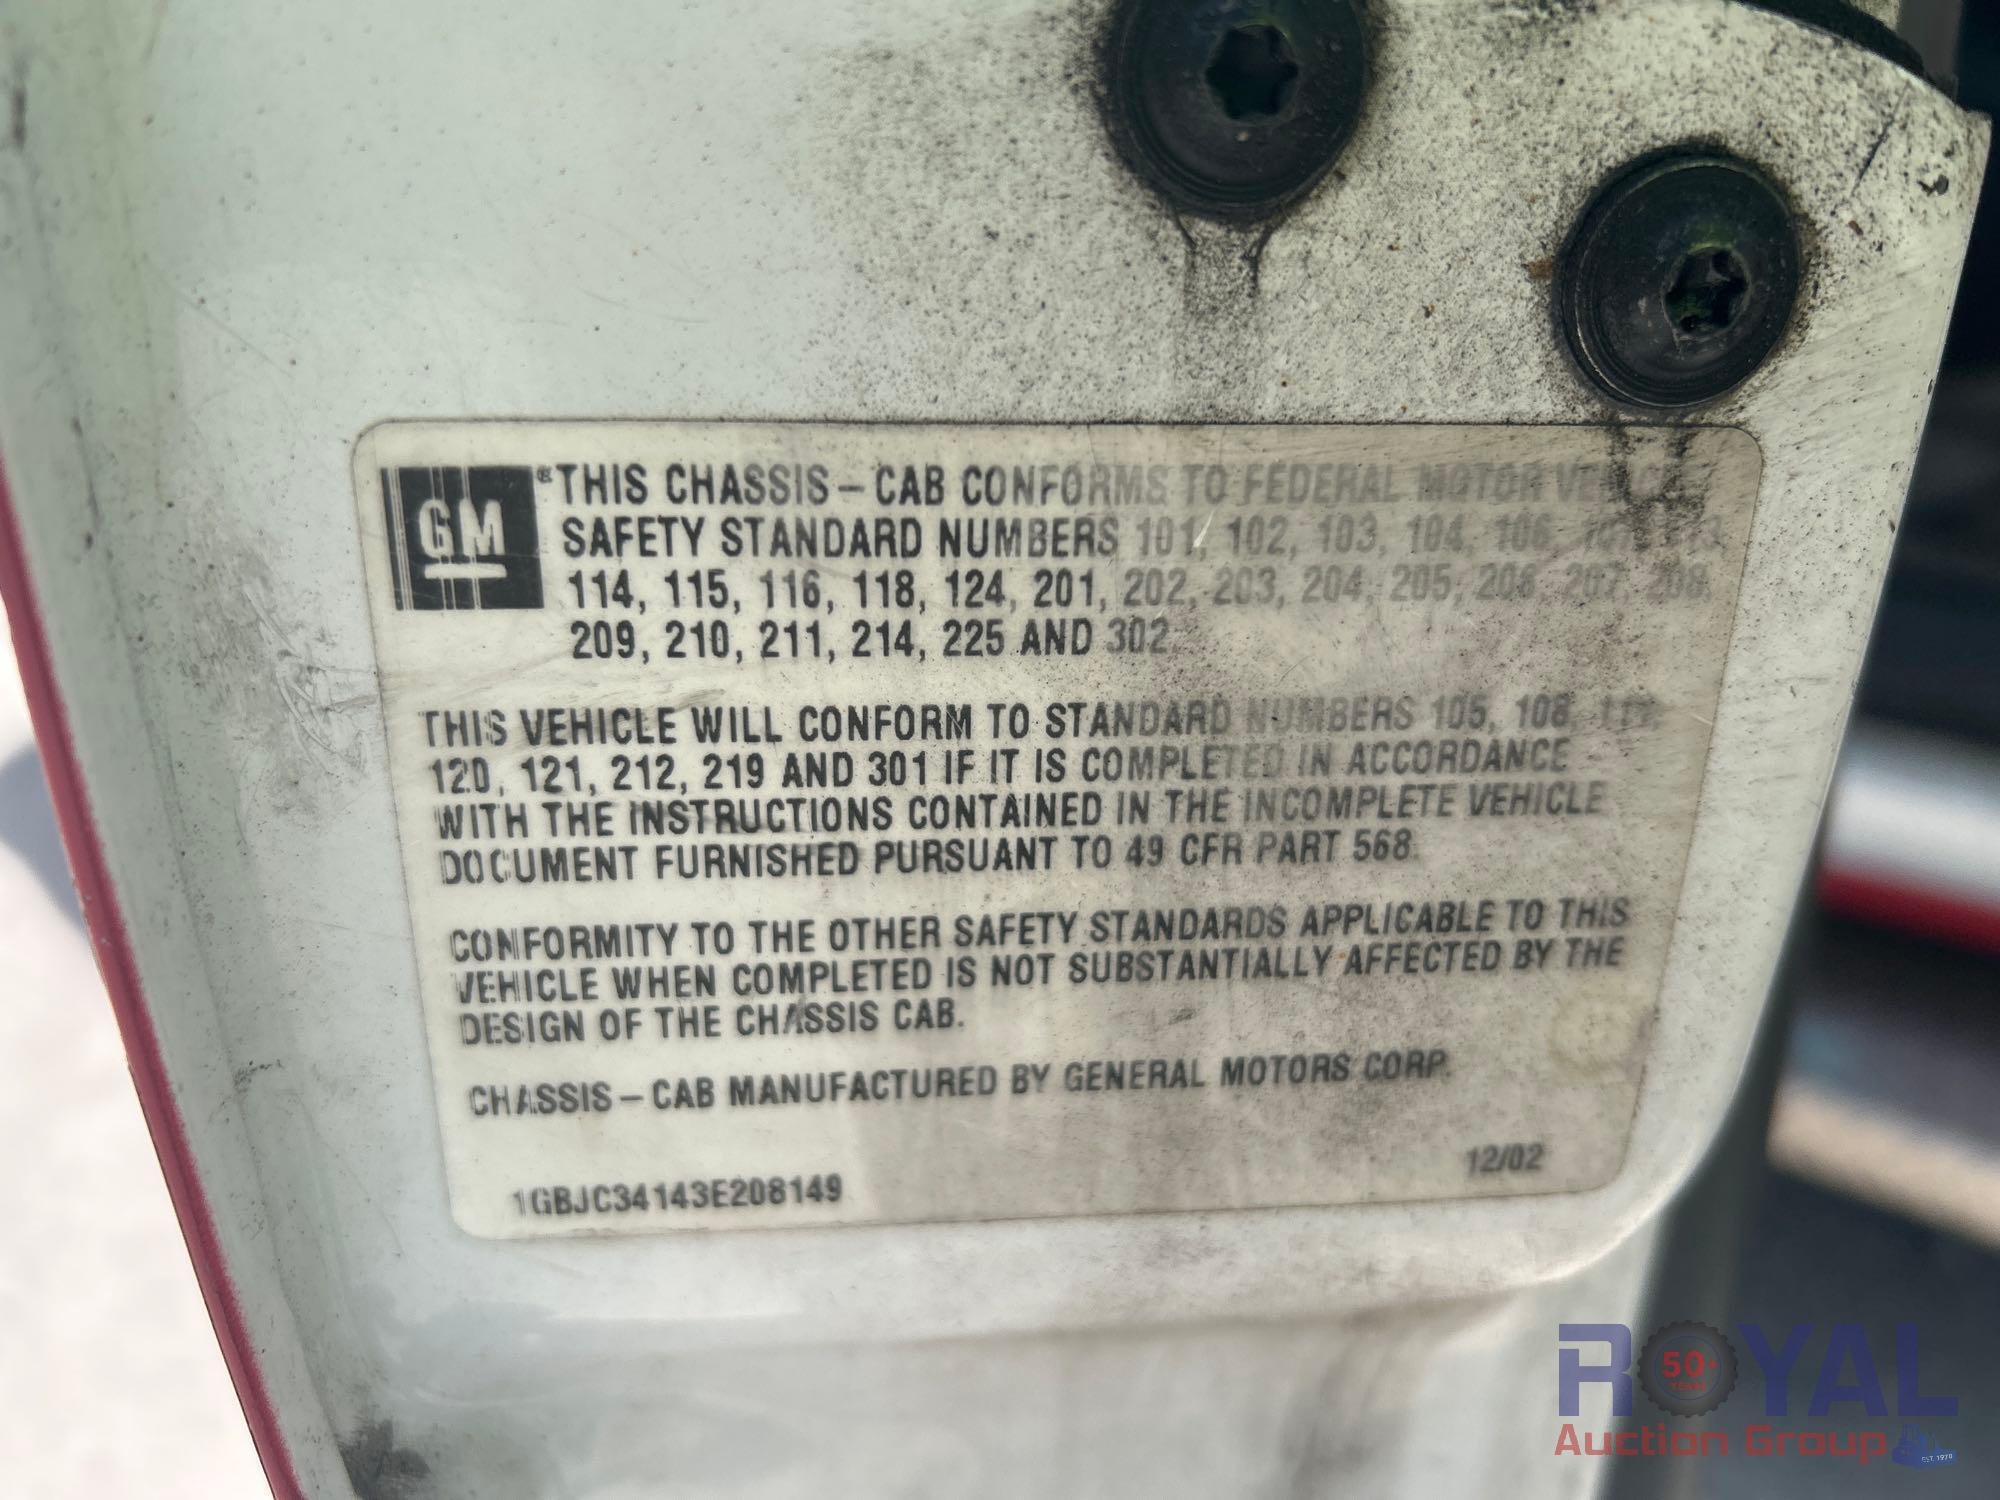 GM
® THIS CHASSIS – CAB CONFORMS TO FEDERAL MOTOR VEHICLE
SAFETY STANDARD NUMBERS 101, 102, 103, 104, 106, 113
114, 115, 116, 118, 124, 201, 202, 203, 204, 205, 206, 207, 208,
209, 210, 211, 214, 225 AND 302.
THIS VEHICLE WILL CONFORM TO STANDARD NUMBERS 105, 108,
120, 121, 212, 219 AND 301 IF IT IS COMPLETED IN ACCORDANCE
WITH THE INSTRUCTIONS CONTAINED IN THE INCOMPLETE VEHICLE
DOCUMENT FURNISHED PURSUANT TO 49 CFR PART 568.
CONFORMITY TO THE OTHER SAFETY STANDARDS APPLICABLE TO THIS
VEHICLE WHEN COMPLETED IS NOT SUBSTANTIALLY AFFECTED BY THE
DESIGN OF THE CHASSIS CAB.
CHASSIS – CAB MANUFACTURED BY GENERAL MOTORS CORP.
12/02
1GBJC34143E208149
ROYAL
50+
YEARS
Auction Group
EST. 1970